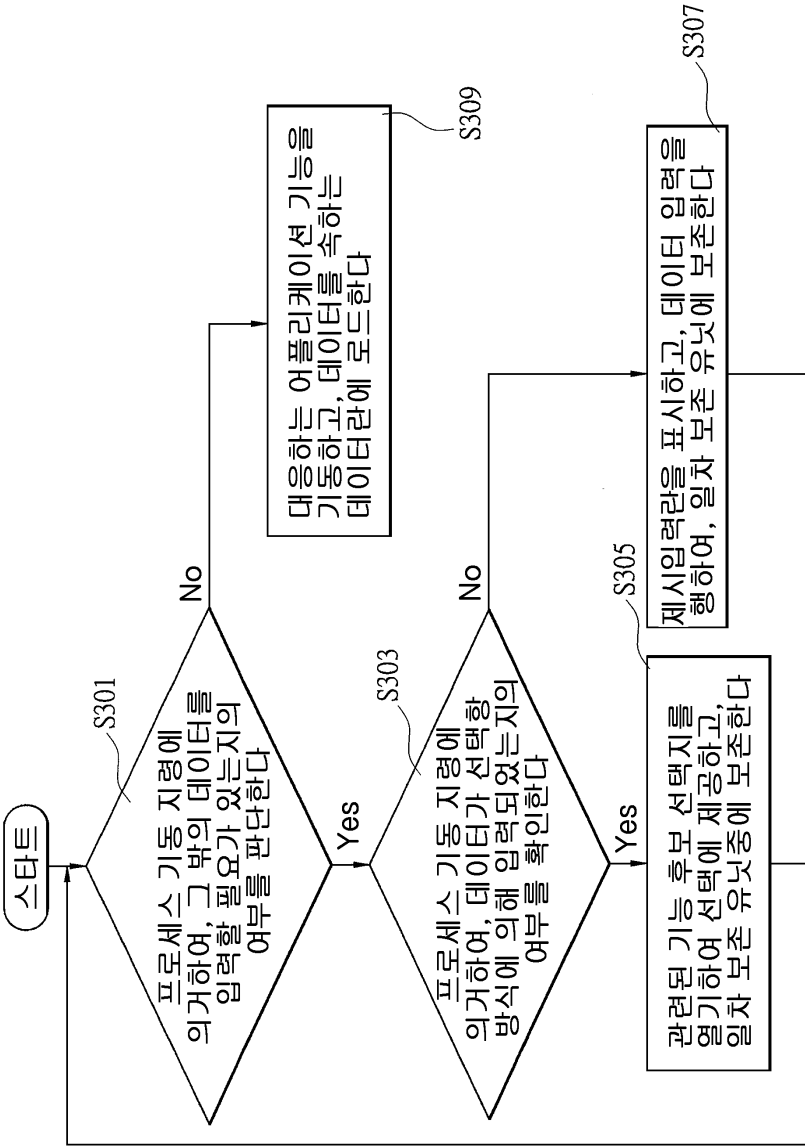 스타트
S301
프로세스 기동 지령에
의거하여, 그 밖의 데이터를
입력할 필요가 있는지의
여부를 판단한다
No
Yes
S309
대응하는 어플리케이션 기능을
기동하고, 데이터를 속하는
데이터란에 로드한다
S303
프로세스 기동 지령에
의거하여, 데이터가 선택항
방식에 의해 입력되었는지의
여부를 확인한다
No
Yes
S305
관련된 기능 후보 선택지를
열기하여 선택에 제공하고,
일차 보존 유닛중에 보존한다
S307
제시입력란을 표시하고, 데이터 입력을
행하여, 일차 보존 유닛에 보존한다